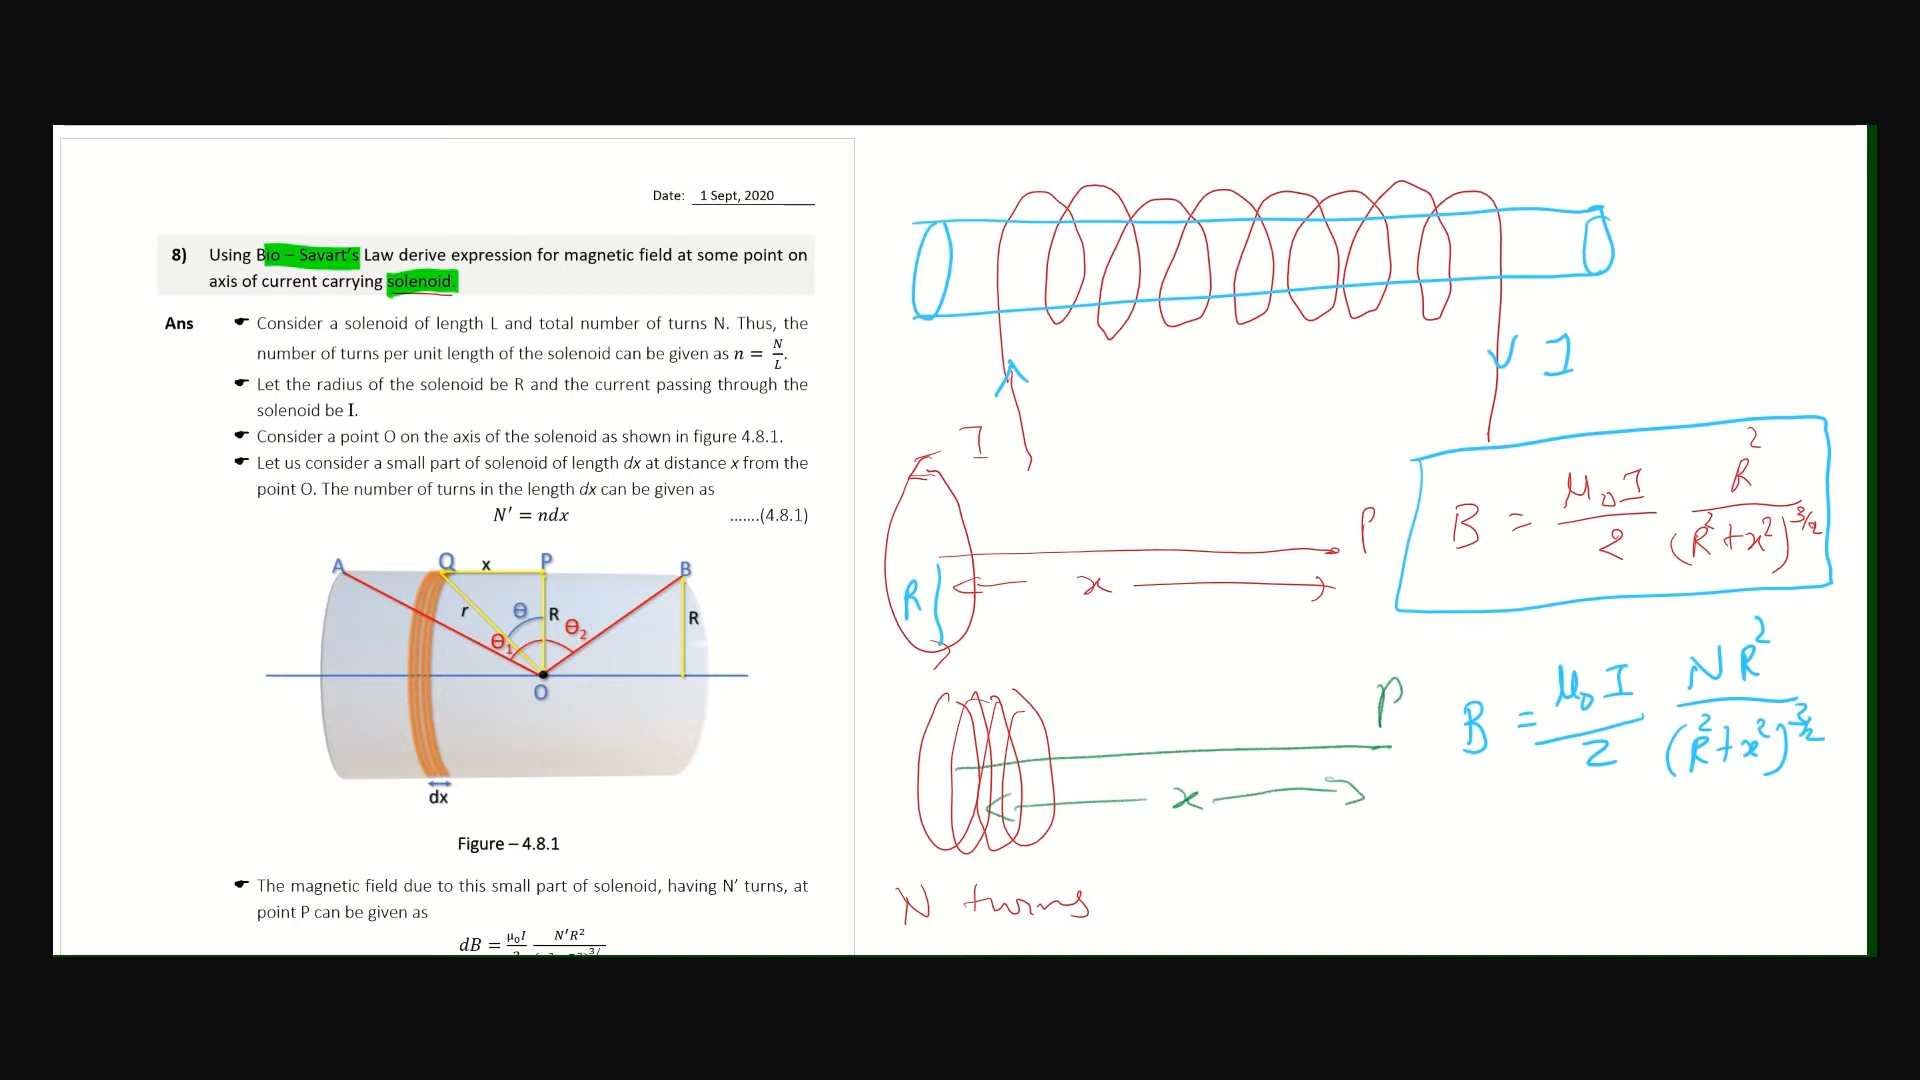 Date: 1 Sept, 2020
8) Using Bio – Savart's Law derive expression for magnetic field at some point on
axis of current carrying solenoid.
Ans ☛ Consider a solenoid of length L and total number of turns N. Thus, the
number of turns per unit length of the solenoid can be given as n = N/L.
☛ Let the radius of the solenoid be R and the current passing through the
solenoid be I.
☛ Consider a point O on the axis of the solenoid as shown in figure 4.8.1.
☛ Let us consider a small part of solenoid of length dx at distance x from the
point O. The number of turns in the length dx can be given as
N′ = ndx .......(4.8.1)
A Q x P B
r Θ R Θ₁ Θ₂ R
O
dx
Figure – 4.8.1
☛ The magnetic field due to this small part of solenoid, having N' turns, at
point P can be given as
dB = μ₀I N′R²
I
I
P
R x
B = μ₀I/2 R²/(R²+x²)^3/2
P
x
B = μ₀I/2 NR²/(R²+x²)^3/2
N turns